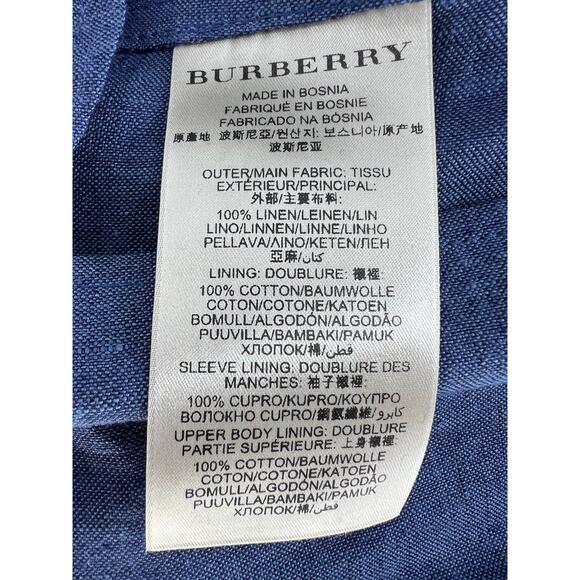 BURBERRY
MADE IN BOSNIA
FABRIQUÉ EN BOSNIE
FABRICADO NA BÓSNIA
原產地 波斯尼亞/원산지: 보스니아/原产地
波斯尼亚
OUTER/MAIN FABRIC: TISSU
EXTÉRIEUR/PRINCIPAL:
外部/主要布料:
100% LINEN/LEINEN/LIN
LINO/LINNEN/LINNE/LINHO
PELLAVA/ΛΙΝΟ/KETEN/ЛЕН
亞麻/كتان
LINING: DOUBLURE: 襯裡:
100% COTTON/BAUMWOLLE
COTON/COTONE/KATOEN
BOMULL/ALGODÓN/ALGODÃO
PUUVILLA/BAMBAKI/PAMUK
ХЛОПОК/棉/قطن
SLEEVE LINING: DOUBLURE DES
MANCHES: 袖子襯裡:
100% CUPRO/KUPRO/ΚΟΥΠΡΟ
ВОЛОКНО CUPRO/銅氨纖維/كابرو
UPPER BODY LINING: DOUBLURE
PARTIE SUPÉRIEURE: 上身襯裡:
100% COTTON/BAUMWOLLE
COTON/COTONE/KATOEN
BOMULL/ALGODÓN/ALGODÃO
PUUVILLA/BAMBAKI/PAMUK
ХЛОПОК/棉/قطن